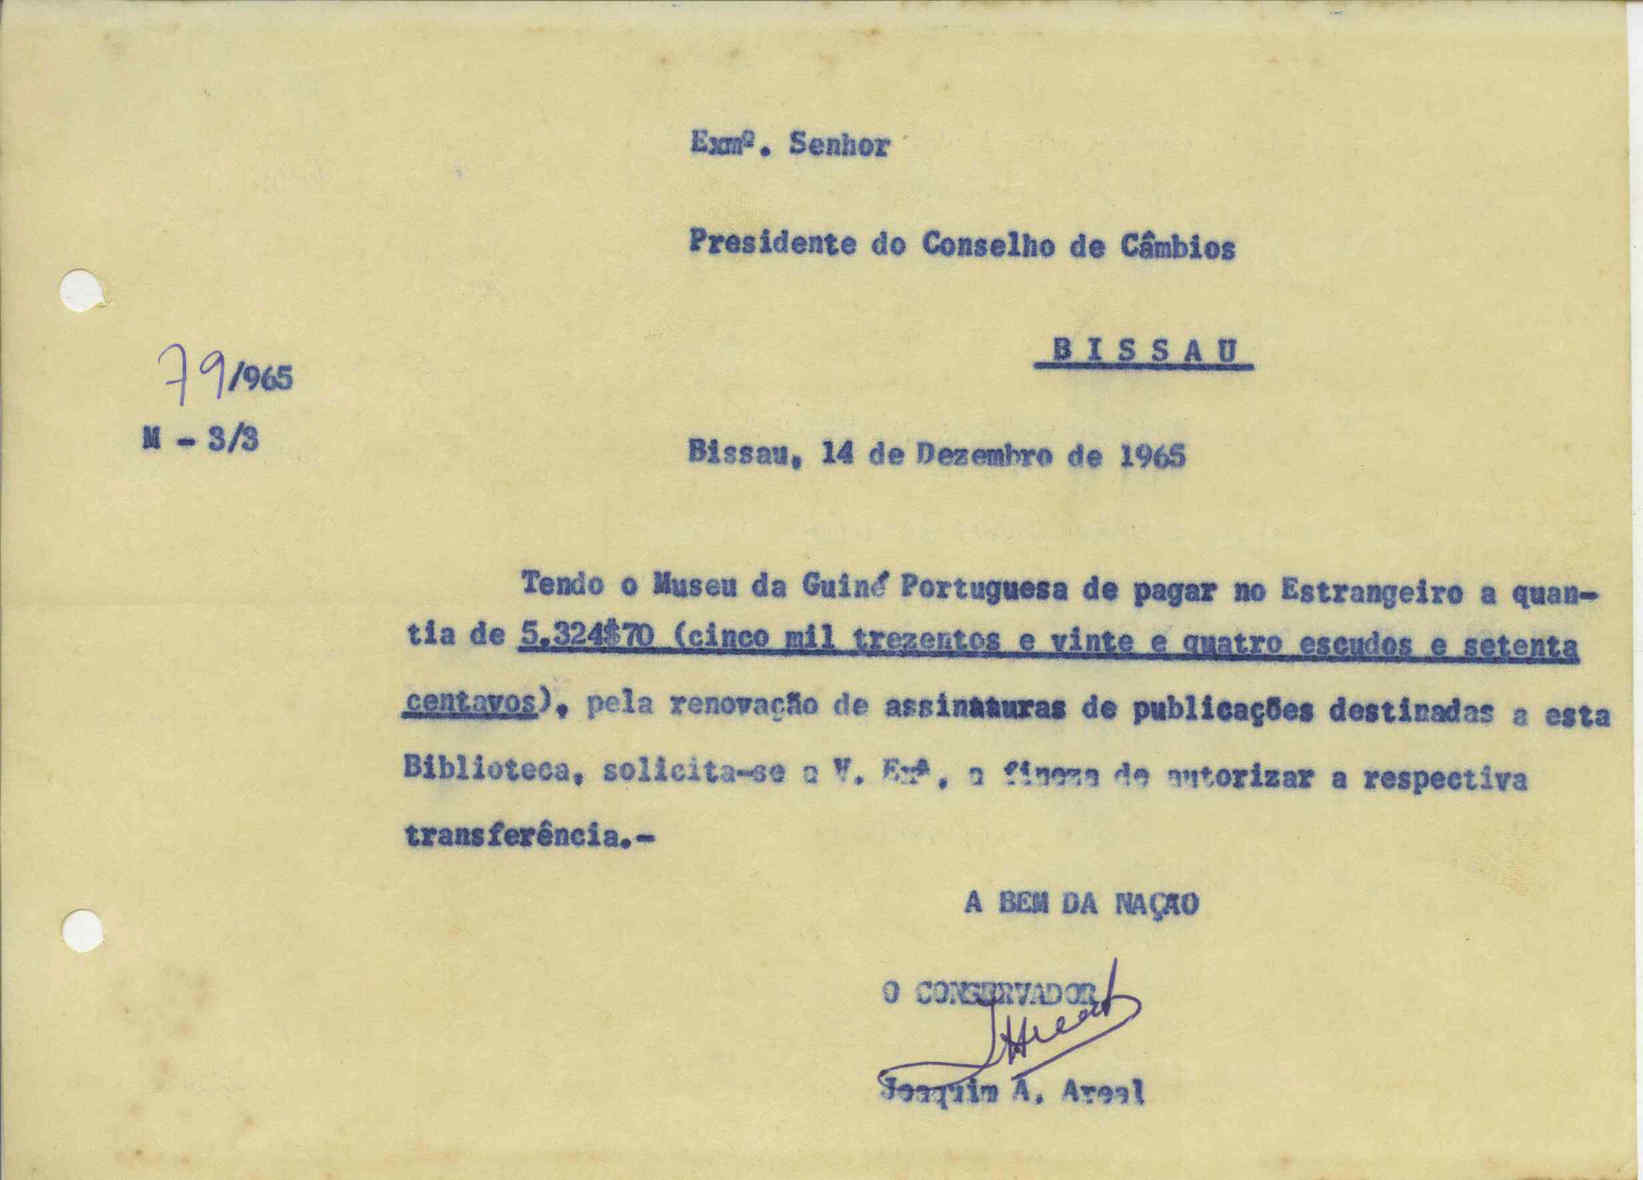 Exmº. Senhor
Presidente do Conselho de Câmbios
B I S S A U
79/965
M - 3/3
Bissau, 14 de Dezembro de 1965
Tendo o Museu da Guiné Portuguesa de pagar no Estrangeiro a quan-
tia de 5.324$70 (cinco mil trezentos e vinte e quatro escudos e setenta
centavos), pela renovação de assinaturas de publicações destinadas a esta
Biblioteca, solicita-se a V. Exª. a fineza de autorizar a respectiva
transferência.-
A BEM DA NAÇÃO
O CONSERVADOR
JAreal
Joaquim A. Areal